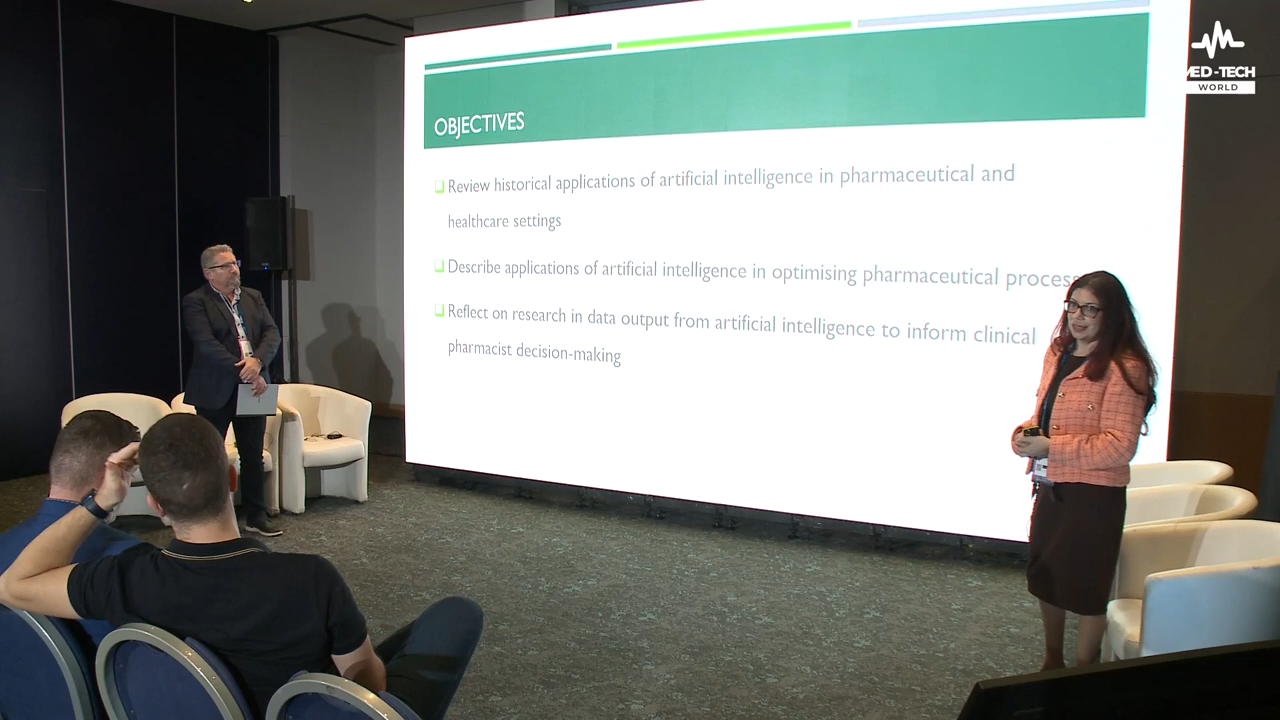 MED-TECH
WORLD
OBJECTIVES
Review historical applications of artificial intelligence in pharmaceutical and
healthcare settings
Describe applications of artificial intelligence in optimising pharmaceutical process
Reflect on research in data output from artificial intelligence to inform clinical
pharmacist decision-making